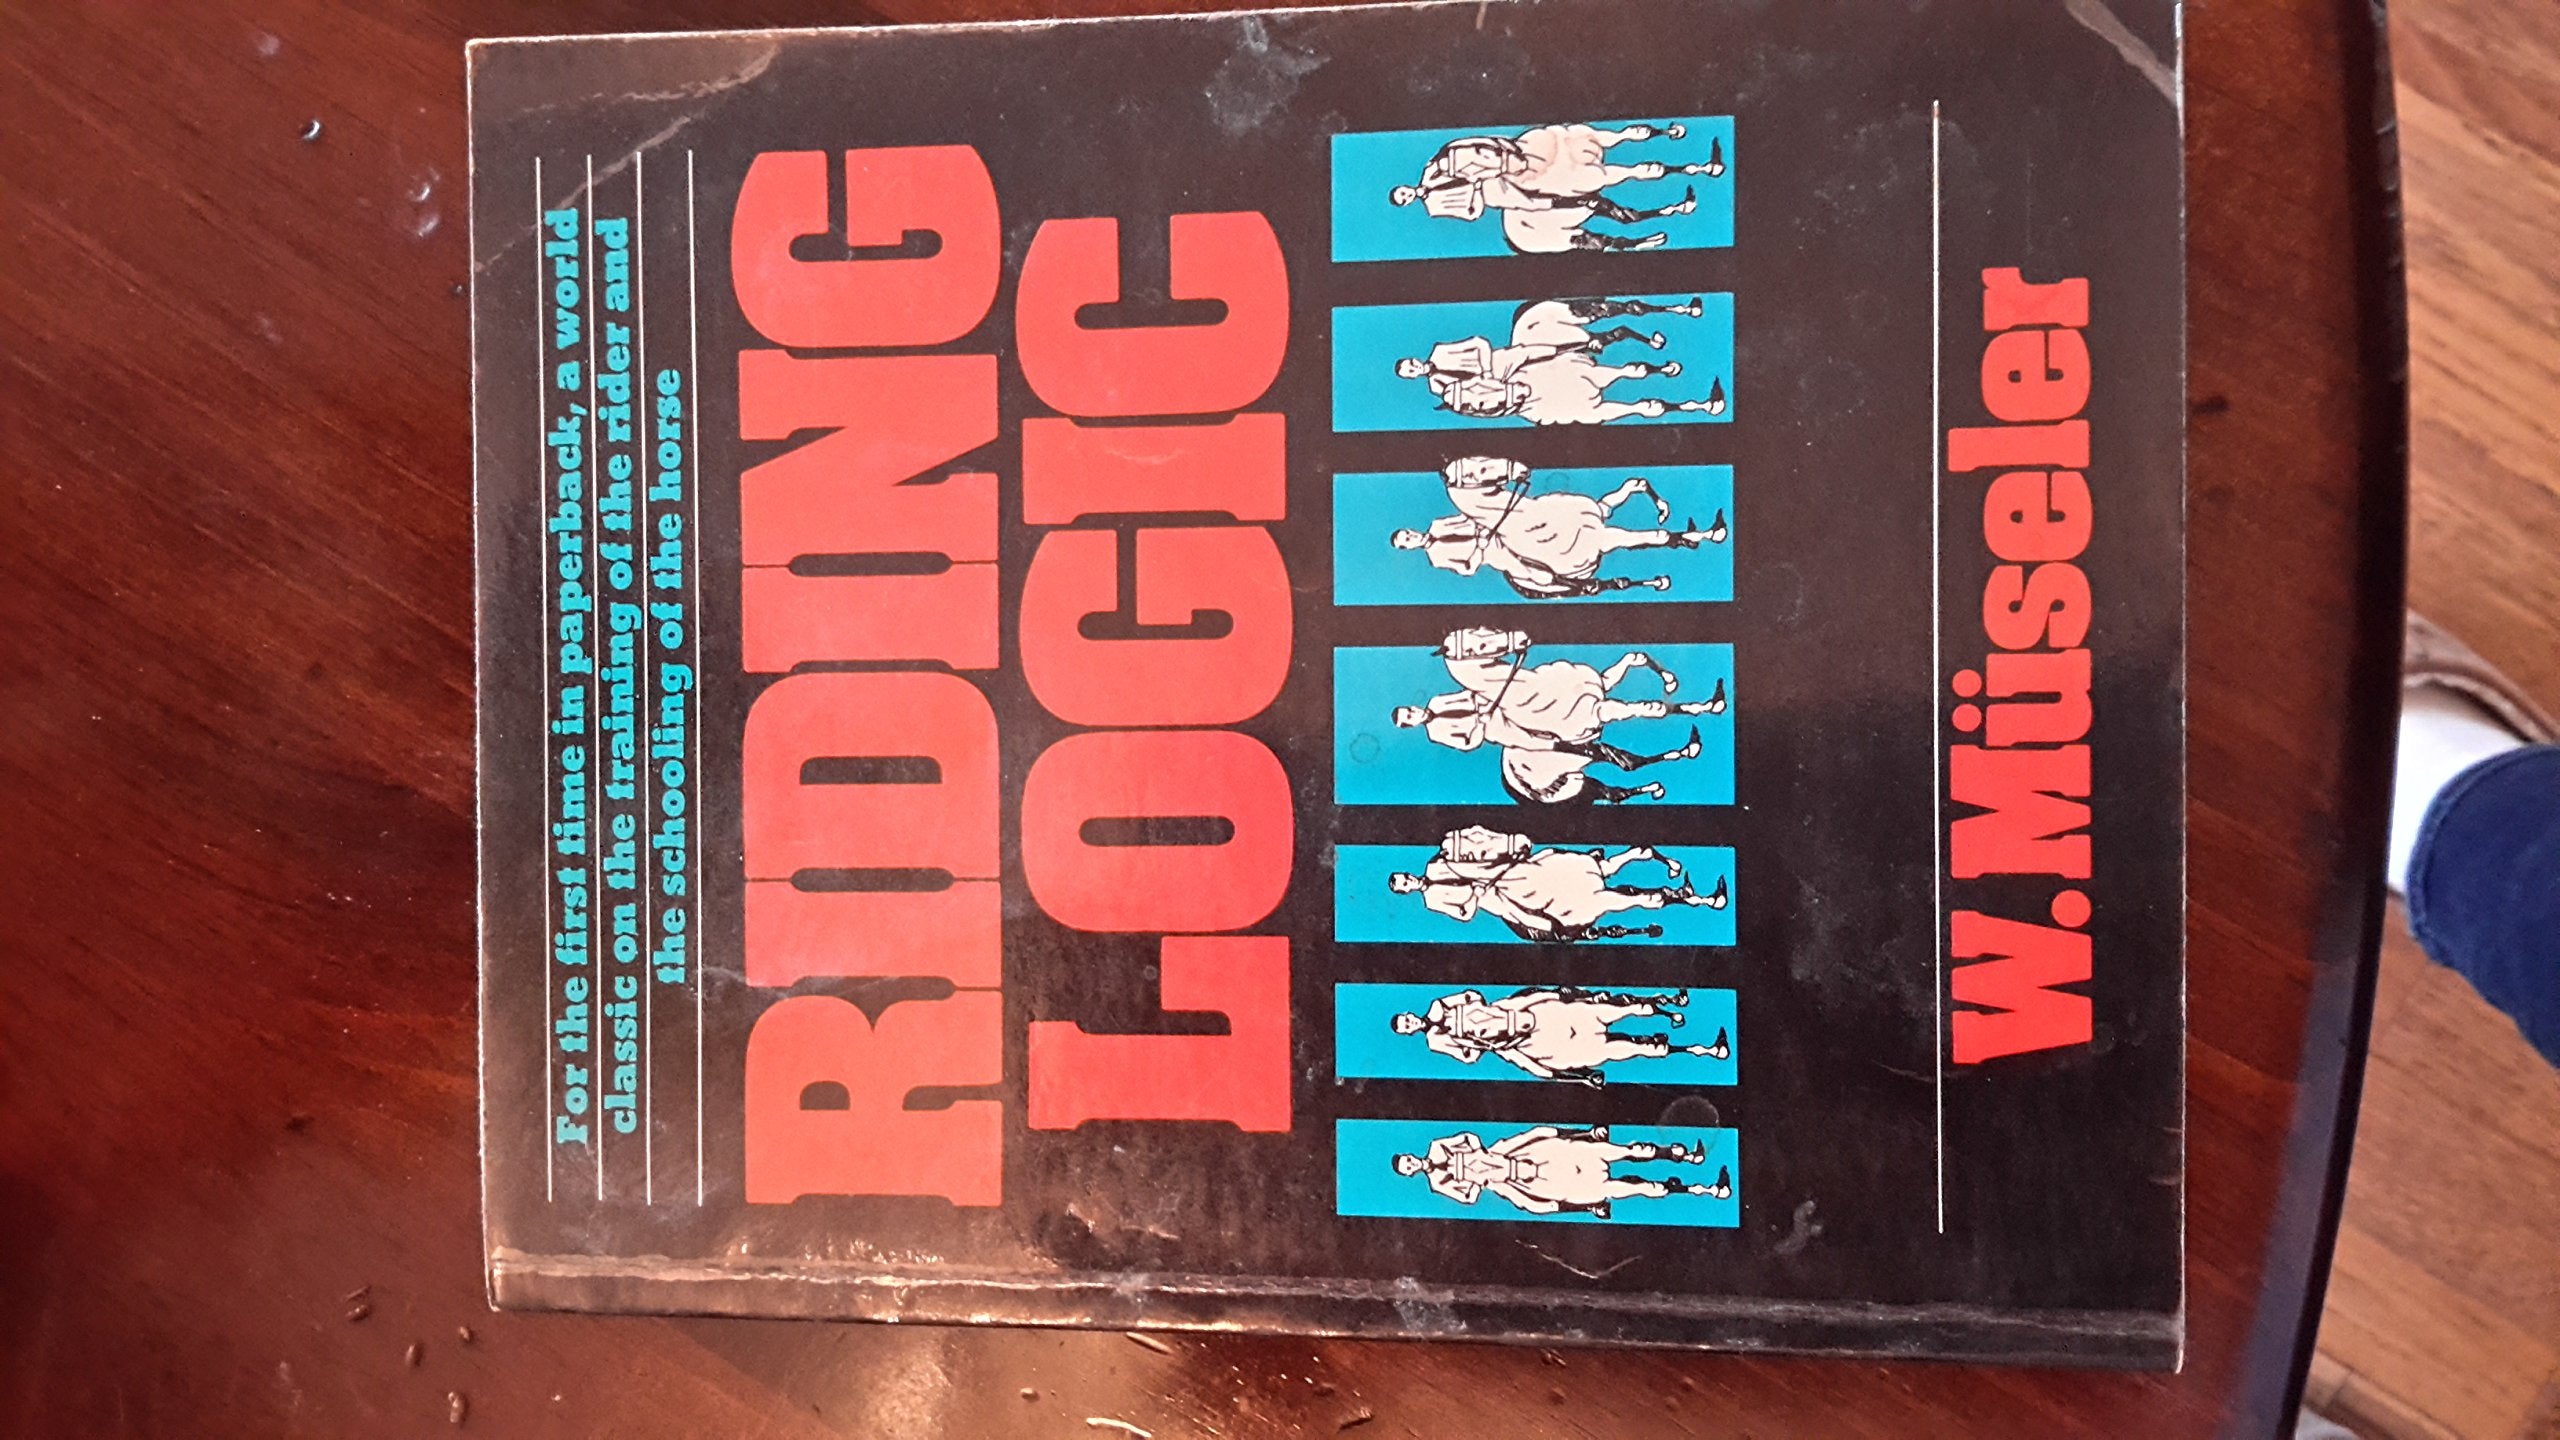 For the first time in paperback, a world
classic on the training of the rider and
the schooling of the horse
RIDING
LOGIC
W.Müseler